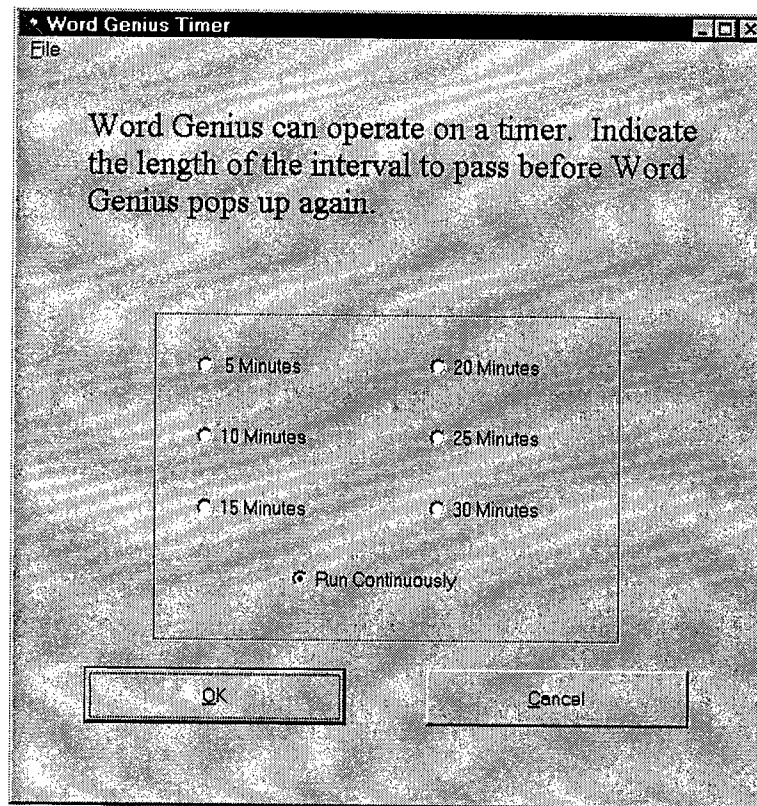 Word Genius Timer
File
Word Genius can operate on a timer. Indicate
the length of the interval to pass before Word
Genius pops up again.
5 Minutes
20 Minutes
10 Minutes
25 Minutes
15 Minutes
30 Minutes
Run Continuously
OK
Cancel